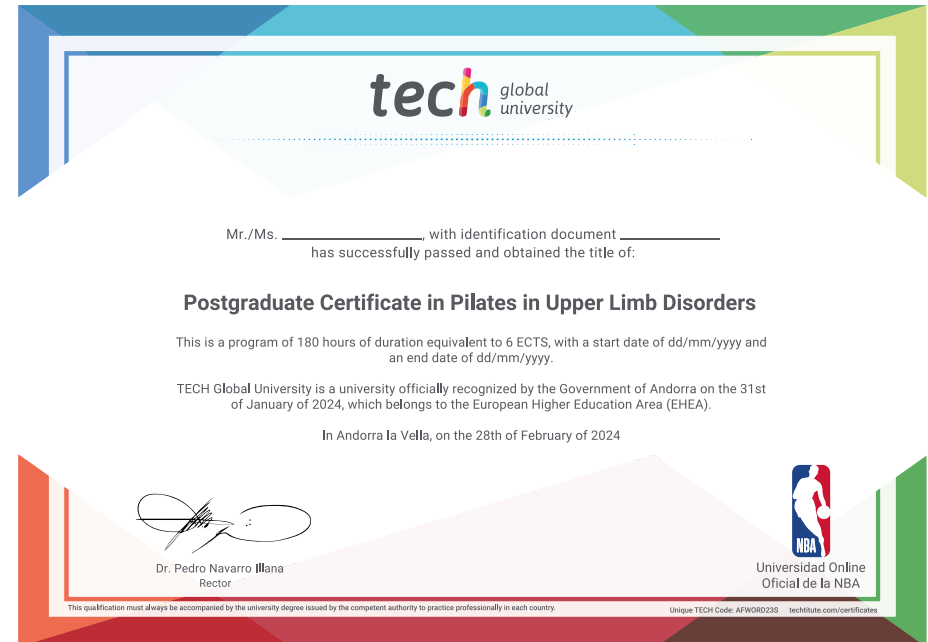 tech global university
Mr./Ms. ____________________, with identification document ______________
has successfully passed and obtained the title of:
Postgraduate Certificate in Pilates in Upper Limb Disorders
This is a program of 180 hours of duration equivalent to 6 ECTS, with a start date of dd/mm/yyyy and
an end date of dd/mm/yyyy.
TECH Global University is a university officially recognized by the Government of Andorra on the 31st
of January of 2024, which belongs to the European Higher Education Area (EHEA).
In Andorra la Vella, on the 28th of February of 2024
Dr. Pedro Navarro Illana
Rector
NBA
Universidad Online
Oficial de la NBA
This qualification must always be accompanied by the university degree issued by the competent authority to practice professionally in each country.
Unique TECH Code: AFWORD23S techtitute.com/certificates